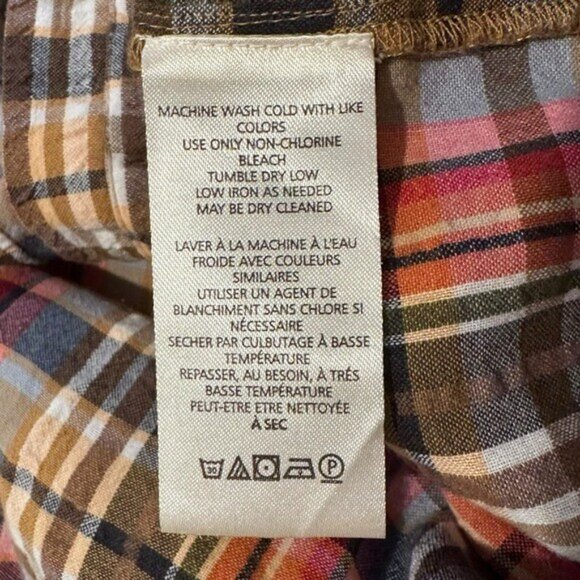 MACHINE WASH COLD WITH LIKE
COLORS
USE ONLY NON-CHLORINE
BLEACH
TUMBLE DRY LOW
LOW IRON AS NEEDED
MAY BE DRY CLEANED
LAVER À LA MACHINE À L'EAU
FROIDE AVEC COULEURS
SIMILAIRES
UTILISER UN AGENT DE
BLANCHIMENT SANS CHLORE SI
NÉCESSAIRE
SECHER PAR CULBUTAGE À BASSE
TEMPÉRATURE
REPASSER, AU BESOIN, À TRÉS
BASSE TEMPÉRATURE
PEUT-ETRE ETRE NETTOYÉE
À SEC
30 P